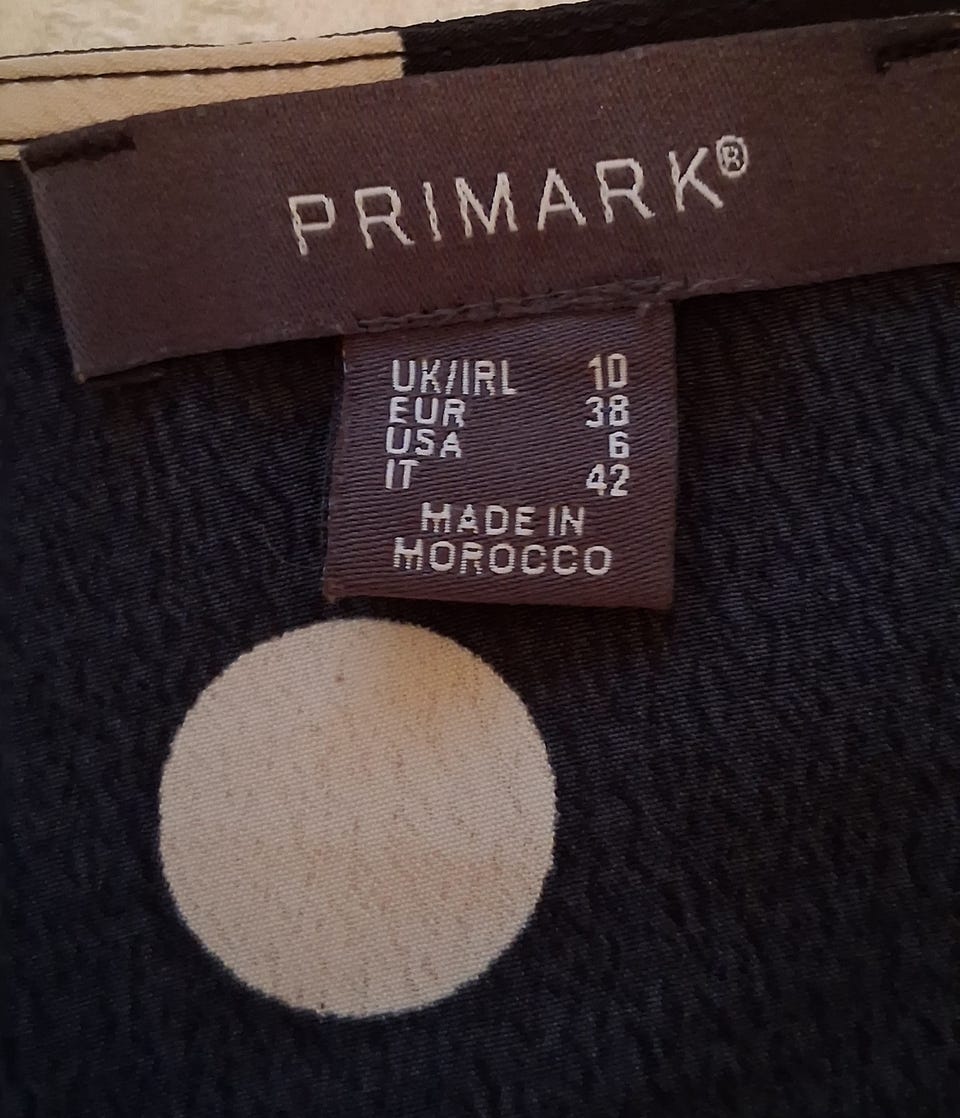 PRIMARK®
UK/IRL 10
EUR 38
USA 6
IT 42
MADE IN
MOROCCO